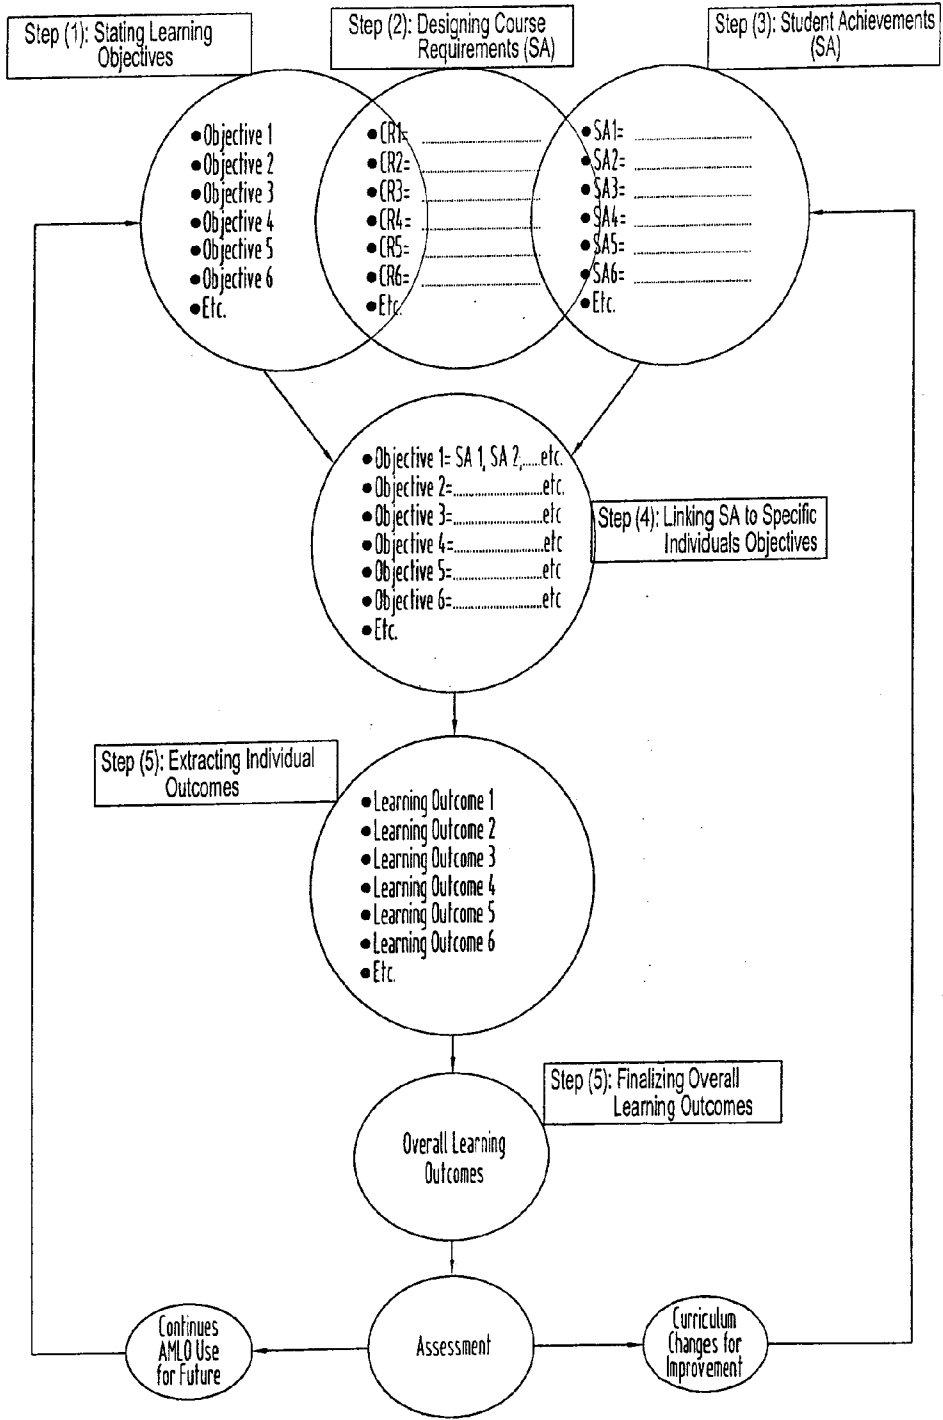 Step (1): Stating Learning
Objectives
Step (2): Designing Course
Requirements (SA)
Step (3): Student Achievements
(SA)
●Objective 1
●Objective 2
●Objective 3
●Objective 4
●Objective 5
●Objective 6
●Etc.
●CR1= ..............................
●CR2= ..............................
●CR3= ..............................
●CR4= ..............................
●CR5= ..............................
●CR6= ..............................
●Etc.
●SA1= ..............................
●SA2= ..............................
●SA3= ..............................
●SA4= ..............................
●SA5= ..............................
●SA6= ..............................
●Etc.
●Objective 1= SA 1, SA 2,.....etc.
●Objective 2=..........................etc.
●Objective 3=..........................etc
●Objective 4=..........................etc
●Objective 5=..........................etc
●Objective 6=..........................etc
●Etc.
Step (4): Linking SA to Specific
Individuals Objectives
Step (5): Extracting Individual
Outcomes
●Learning Outcome 1
●Learning Outcome 2
●Learning Outcome 3
●Learning Outcome 4
●Learning Outcome 5
●Learning Outcome 6
●Etc.
Step (5): Finalizing Overall
Learning Outcomes
Overall Learning
Outcomes
Continues
AMLO Use
for Future
Assessment
Curriculum
Changes for
Improvement